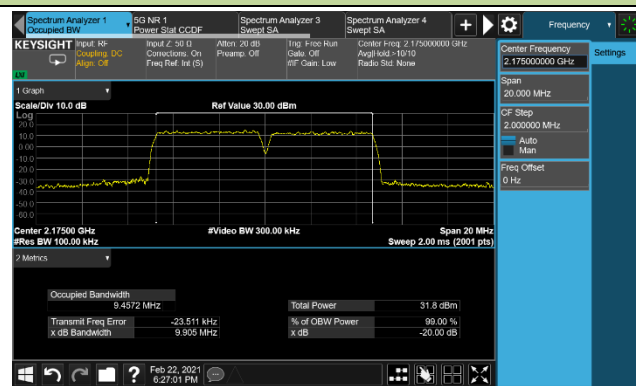 Spectrum Analyzer 1
Occupied BW
5G NR 1
Power Stat CCDF
Spectrum Analyzer 3
Swept SA
Spectrum Analyzer 4
Swept SA
+
Frequency
KEYSIGHT
Input: RF
Coupling: DC
Align: Off
Input Z: 50 Ω
Corrections: On
Freq Ref: Int (S)
Atten: 20 dB
Preamp: Off
Trig: Free Run
Gate: Off
#IF Gain: Low
Center Freq: 2.175000000 GHz
Avg|Hold:>10/10
Radio Std: None
Center Frequency
2.175000000 GHz
Settings
Span
20.000 MHz
CF Step
2.000000 MHz
Auto
Man
Freq Offset
0 Hz
1 Graph
Scale/Div 10.0 dB
Ref Value 30.00 dBm
Log
20.0
10.0
0.00
-10.0
-20.0
-30.0
-40.0
-50.0
-60.0
Center 2.17500 GHz
#Video BW 300.00 kHz
Span 20 MHz
#Res BW 100.00 kHz
Sweep 2.00 ms (2001 pts)
2 Metrics
Occupied Bandwidth
9.4572 MHz
Total Power
31.8 dBm
Transmit Freq Error
-23.511 kHz
% of OBW Power
99.00 %
x dB Bandwidth
9.905 MHz
x dB
-20.00 dB
?
Feb 22, 2021
6:27:01 PM